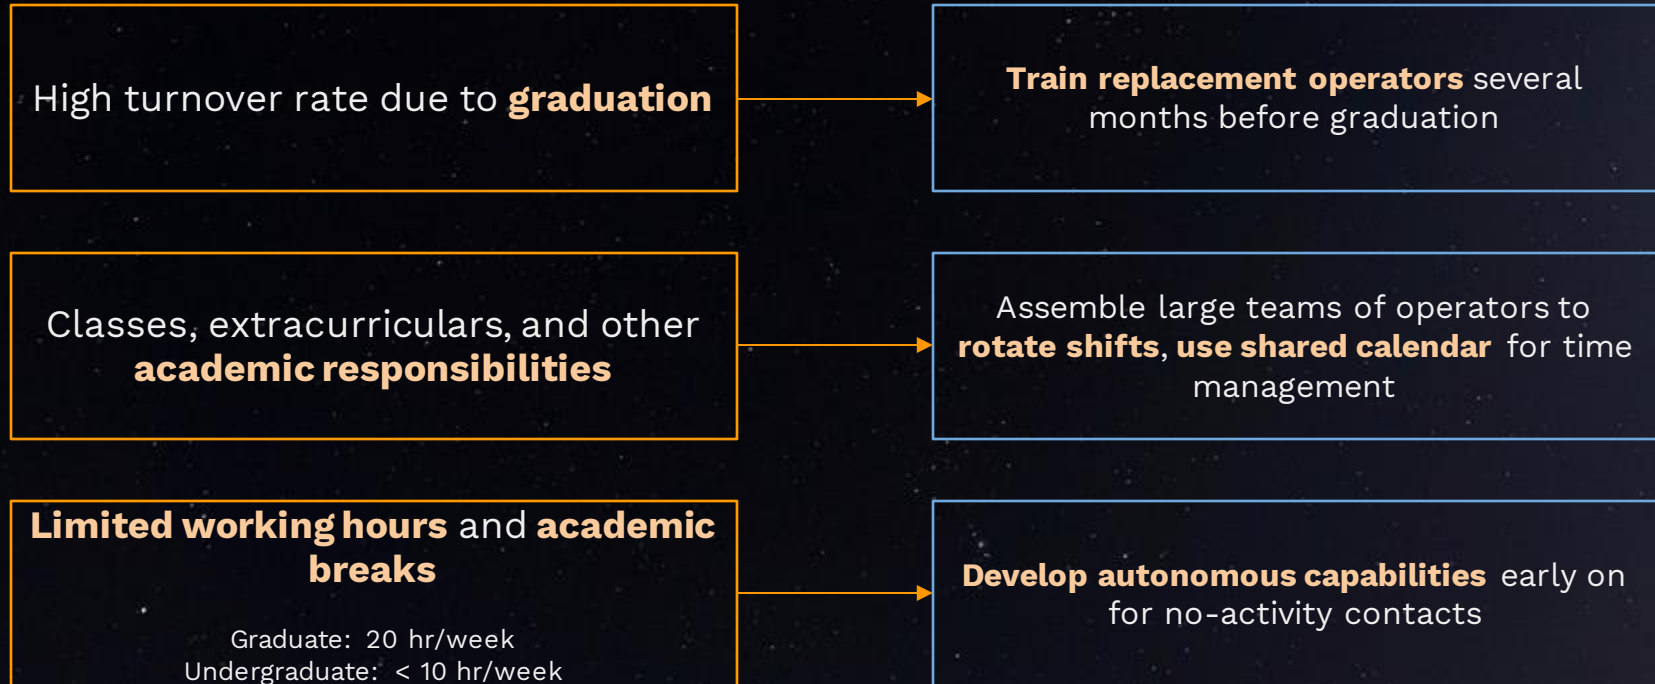 High turnover rate due to graduation
Train replacement operators several
months before graduation
Classes, extracurriculars, and other
academic responsibilities
Assemble large teams of operators to
rotate shifts, use shared calendar for time
management
Limited working hours and academic
breaks
Graduate: 20 hr/week
Undergraduate: < 10 hr/week
Develop autonomous capabilities early on
for no-activity contacts